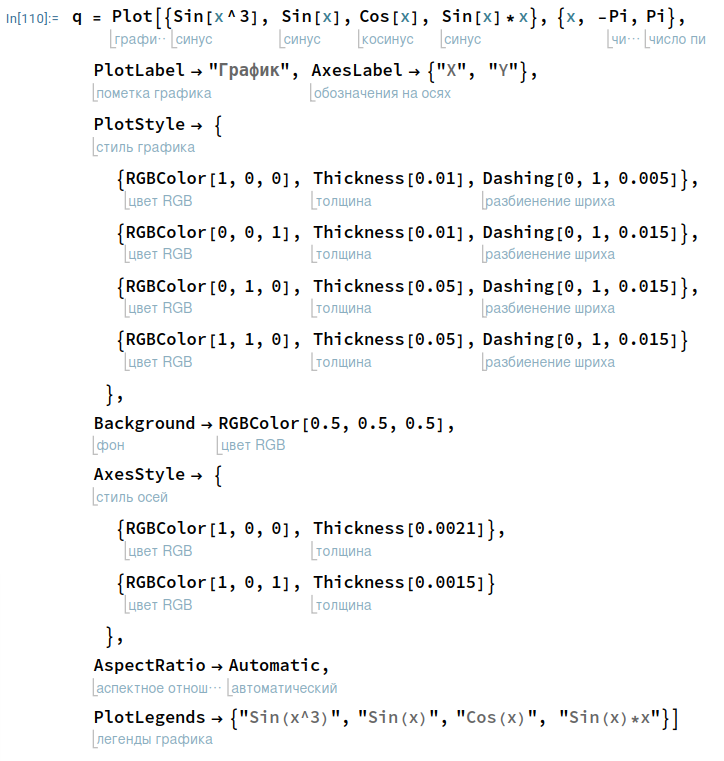 In[110]:= q = Plot[{Sin[x^3], Sin[x], Cos[x], Sin[x]*x}, {x, -Pi, Pi},
графи⋯ синус синус косинус синус чи⋯ число пи
PlotLabel → "График", AxesLabel → {"X", "Y"},
пометка графика обозначения на осях
PlotStyle → {
стиль графика
{RGBColor[1, 0, 0], Thickness[0.01], Dashing[0, 1, 0.005]},
цвет RGB толщина разбиенение шриха
{RGBColor[0, 0, 1], Thickness[0.01], Dashing[0, 1, 0.015]},
цвет RGB толщина разбиенение шриха
{RGBColor[0, 1, 0], Thickness[0.05], Dashing[0, 1, 0.015]},
цвет RGB толщина разбиенение шриха
{RGBColor[1, 1, 0], Thickness[0.05], Dashing[0, 1, 0.015]}
цвет RGB толщина разбиенение шриха
},
Background → RGBColor[0.5, 0.5, 0.5],
фон цвет RGB
AxesStyle → {
стиль осей
{RGBColor[1, 0, 0], Thickness[0.0021]},
цвет RGB толщина
{RGBColor[1, 0, 1], Thickness[0.0015]}
цвет RGB толщина
},
AspectRatio → Automatic,
аспектное отнош⋯ автоматический
PlotLegends → {"Sin(x^3)", "Sin(x)", "Cos(x)", "Sin(x)*x"}]
легенды графика